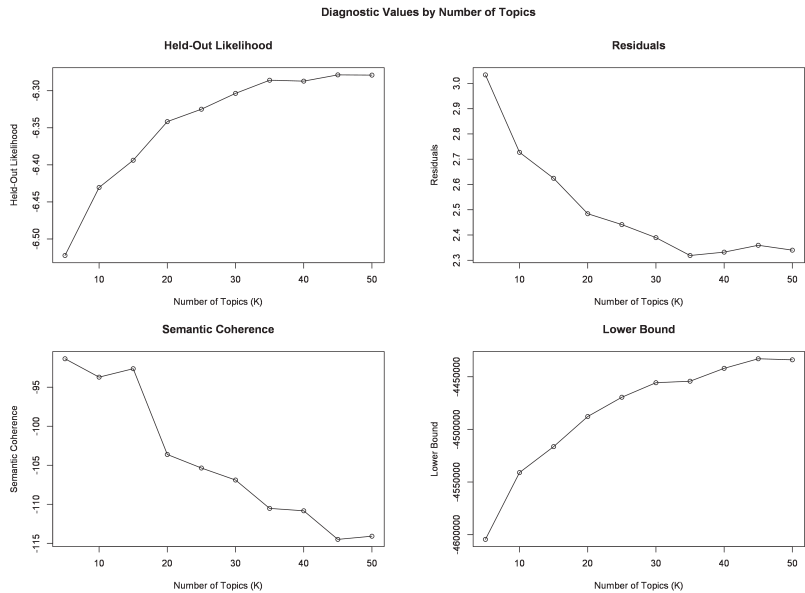 Diagnostic Values by Number of Topics
Held-Out Likelihood
Held-Out Likelihood
-6.30
-6.35
-6.40
-6.45
-6.50
10 20 30 40 50
Number of Topics (K)
Residuals
Residuals
3.0
2.9
2.8
2.7
2.6
2.5
2.4
2.3
10 20 30 40 50
Number of Topics (K)
Semantic Coherence
Semantic Coherence
-95
-100
-105
-110
-115
10 20 30 40 50
Number of Topics (K)
Lower Bound
Lower Bound
-4450000
-4500000
-4550000
-4600000
10 20 30 40 50
Number of Topics (K)